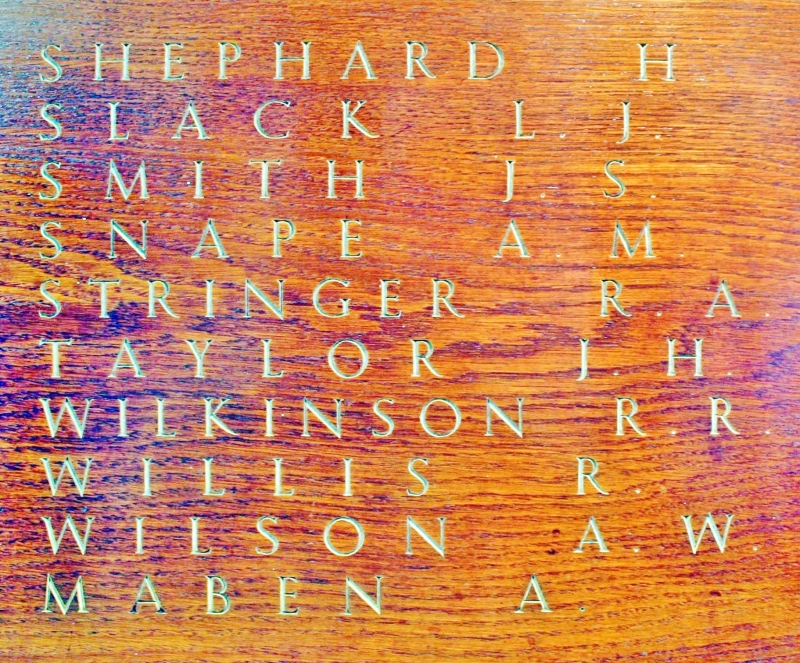 SHEPHARD H
SLACK L.J.
SMITH J.S.
SNAPE A.M.
STRINGER R.A.
TAYLOR J.H.
WILKINSON R.R.
WILLIS R.
WILSON A.W.
MABEN A.